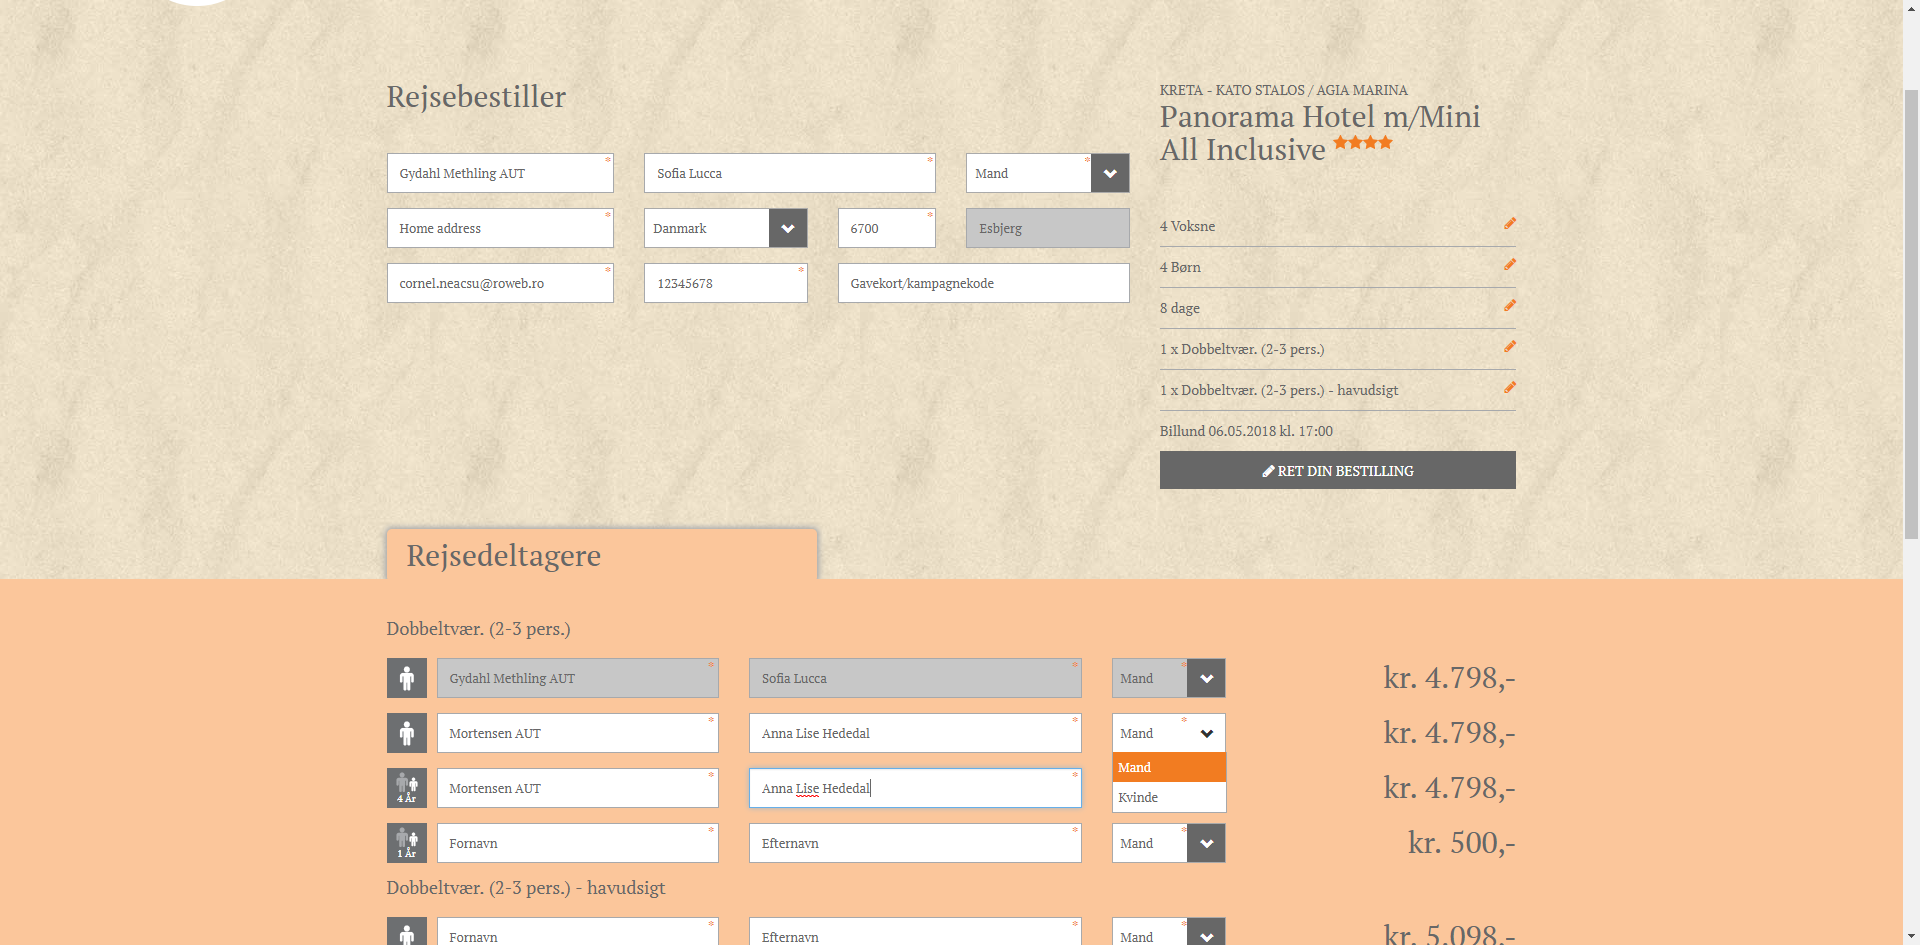 Rejsebestiller
Gydahl Methling AUT * Sofia Lucca * Mand *
Home address * Danmark 6700 * Esbjerg
cornel.neacsu@roweb.ro * 12345678 * Gavekort/kampagnekode
KRETA - KATO STALOS / AGIA MARINA
Panorama Hotel m/Mini
All Inclusive
4 Voksne
4 Børn
8 dage
1 x Dobbeltvær. (2-3 pers.)
1 x Dobbeltvær. (2-3 pers.) - havudsigt
Billund 06.05.2018 kl. 17:00
RET DIN BESTILLING
Rejsedeltagere
Dobbeltvær. (2-3 pers.)
Gydahl Methling AUT * Sofia Lucca * Mand * kr. 4.798,-
Mortensen AUT * Anna Lise Hededal * Mand * kr. 4.798,-
Mand
4 År Mortensen AUT * Anna Lise Hededal * kr. 4.798,-
Kvinde
1 År Fornavn * Efternavn * Mand * kr. 500,-
Dobbeltvær. (2-3 pers.) - havudsigt
Fornavn * Efternavn * Mand * kr. 5.098,-